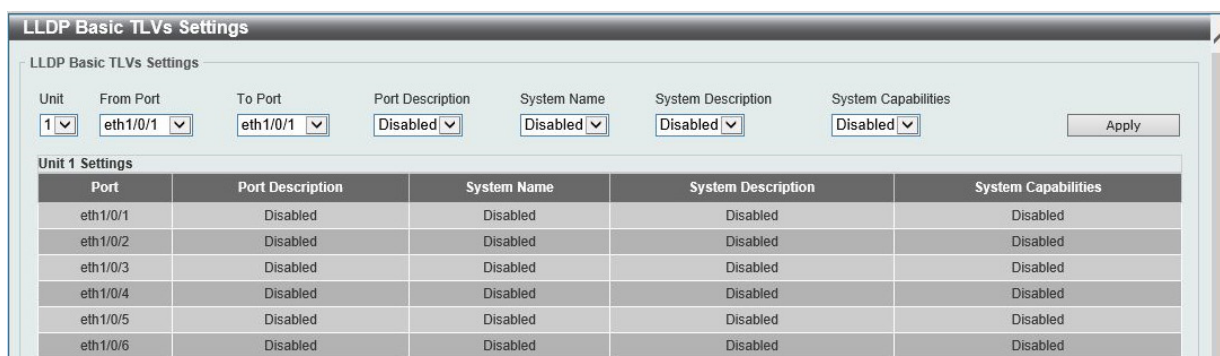 LLDP Basic TLVs Settings
LLDP Basic TLVs Settings
Unit From Port To Port Port Description System Name System Description System Capabilities
1 eth1/0/1 eth1/0/1 Disabled Disabled Disabled Disabled Apply
Unit 1 Settings
Port Port Description System Name System Description System Capabilities
eth1/0/1 Disabled Disabled Disabled Disabled
eth1/0/2 Disabled Disabled Disabled Disabled
eth1/0/3 Disabled Disabled Disabled Disabled
eth1/0/4 Disabled Disabled Disabled Disabled
eth1/0/5 Disabled Disabled Disabled Disabled
eth1/0/6 Disabled Disabled Disabled Disabled